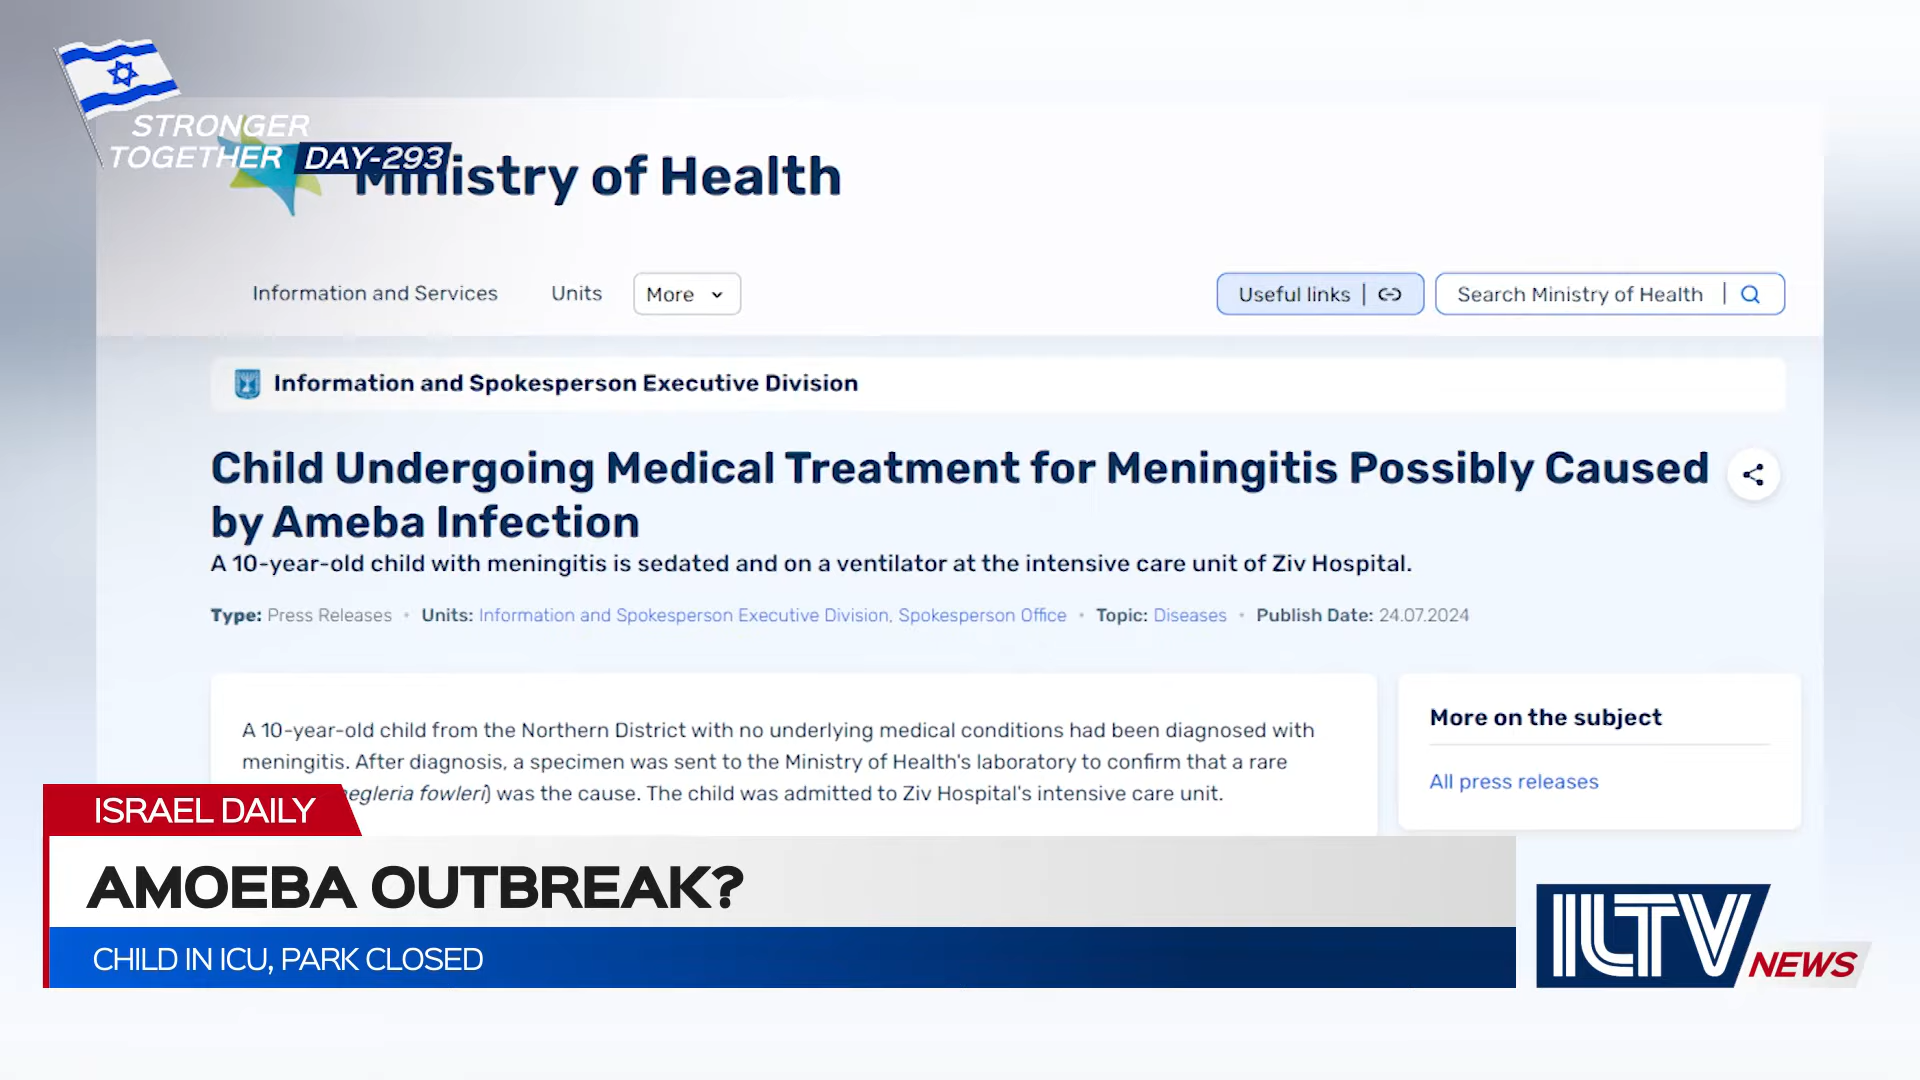 STRONGER
TOGETHER DAY-293
Ministry of Health
Information and Services Units More Useful links Search Ministry of Health
Information and Spokesperson Executive Division
Child Undergoing Medical Treatment for Meningitis Possibly Caused
by Ameba Infection
A 10-year-old child with meningitis is sedated and on a ventilator at the intensive care unit of Ziv Hospital.
Type: Press Releases • Units: Information and Spokesperson Executive Division, Spokesperson Office • Topic: Diseases • Publish Date: 24.07.2024
A 10-year-old child from the Northern District with no underlying medical conditions had been diagnosed with
meningitis. After diagnosis, a specimen was sent to the Ministry of Health's laboratory to confirm that a rare
fowleri) was the cause. The child was admitted to Ziv Hospital's intensive care unit.
More on the subject
All press releases
ISRAEL DAILY
AMOEBA OUTBREAK?
CHILD IN ICU, PARK CLOSED
ILTV NEWS